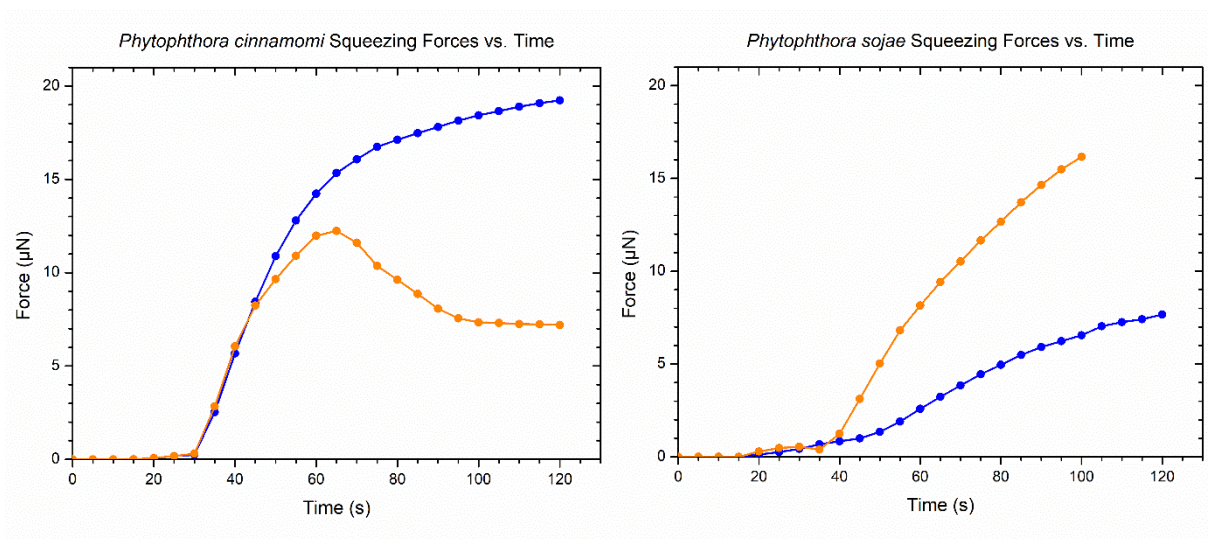 Phytophthora cinnamomi Squeezing Forces vs. Time
20
15
10
5
0
Force (µN)
0 20 40 60 80 100 120
Time (s)
Phytophthora sojae Squeezing Forces vs. Time
20
15
10
5
0
Force (µN)
0 20 40 60 80 100 120
Time (s)